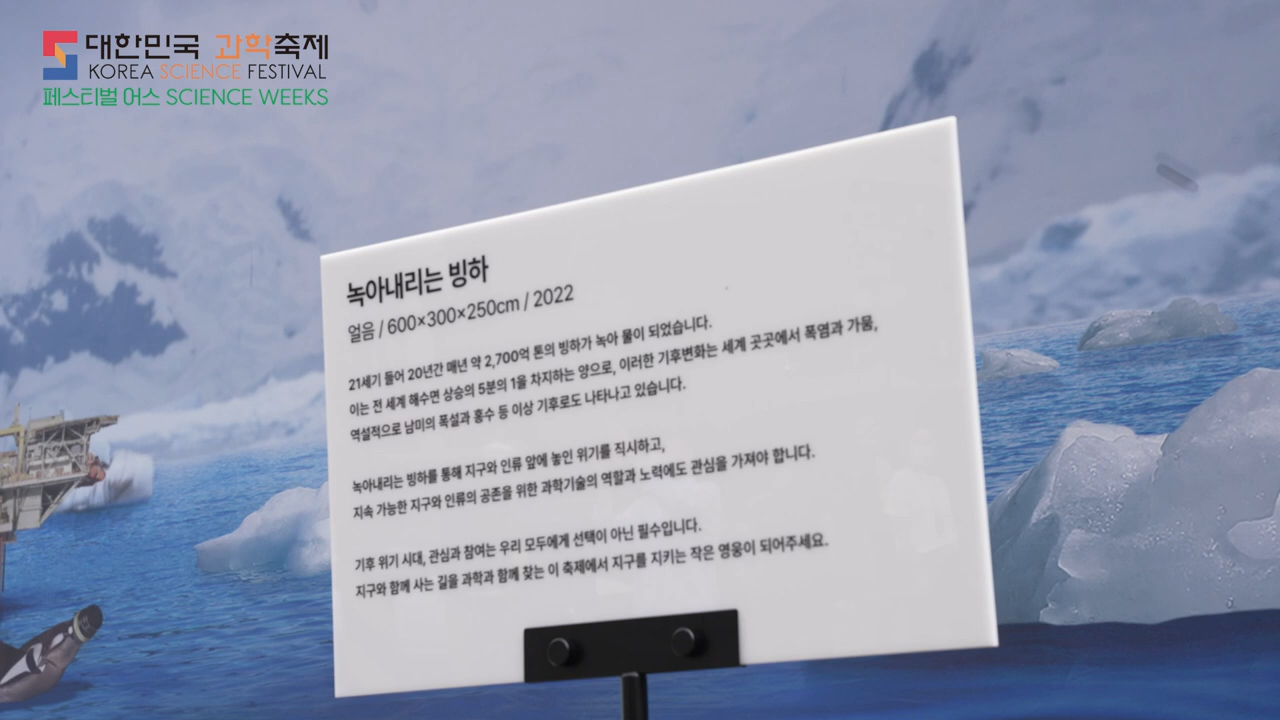 대한민국 과학축제
KOREA SCIENCE FESTIVAL
페스티벌 어스 SCIENCE WEEKS
녹아내리는 빙하
얼음 / 600×300×250cm / 2022
21세기 들어 20년간 매년 약 2,700억 톤의 빙하가 녹아 물이 되었습니다.
이는 전 세계 해수면 상승의 5분의 1을 차지하는 양으로, 이러한 기후변화는 세계 곳곳에서 폭염과 가뭄,
역설적으로 남미의 폭설과 홍수 등 이상 기후로도 나타나고 있습니다.
녹아내리는 빙하를 통해 지구와 인류 앞에 놓인 위기를 직시하고,
지속 가능한 지구와 인류의 공존을 위한 과학기술의 역할과 노력에도 관심을 가져야 합니다.
기후 위기 시대, 관심과 참여는 우리 모두에게 선택이 아닌 필수입니다.
지구와 함께 사는 길을 과학과 함께 찾는 이 축제에서 지구를 지키는 작은 영웅이 되어주세요.